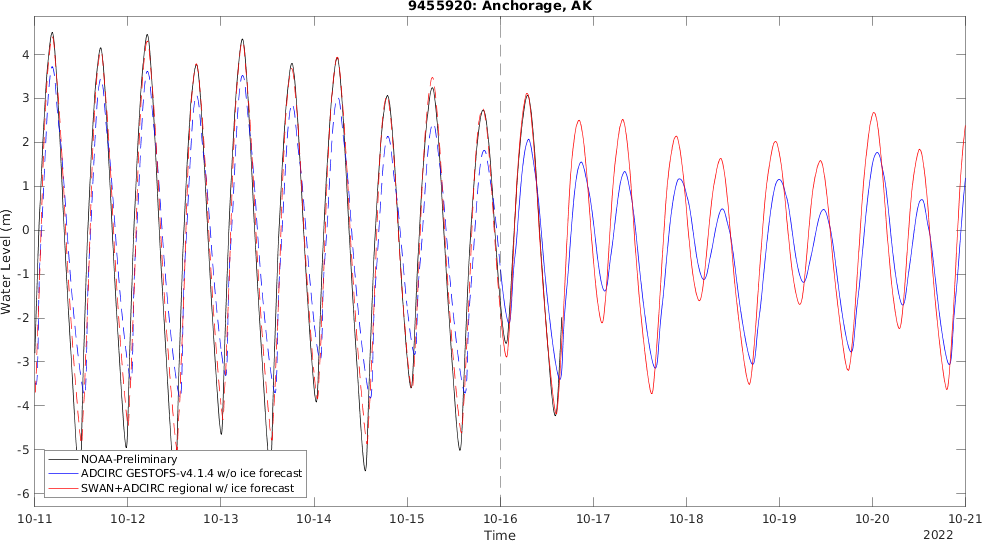 9455920: Anchorage, AK
Water Level (m)
4
3
2
1
0
-1
-2
-3
-4
-5
-6
NOAA-Preliminary
ADCIRC GESTOFS-v4.1.4 w/o ice forecast
SWAN+ADCIRC regional w/ ice forecast
10-11 10-12 10-13 10-14 10-15 10-16 10-17 10-18 10-19 10-20 10-21
Time
2022